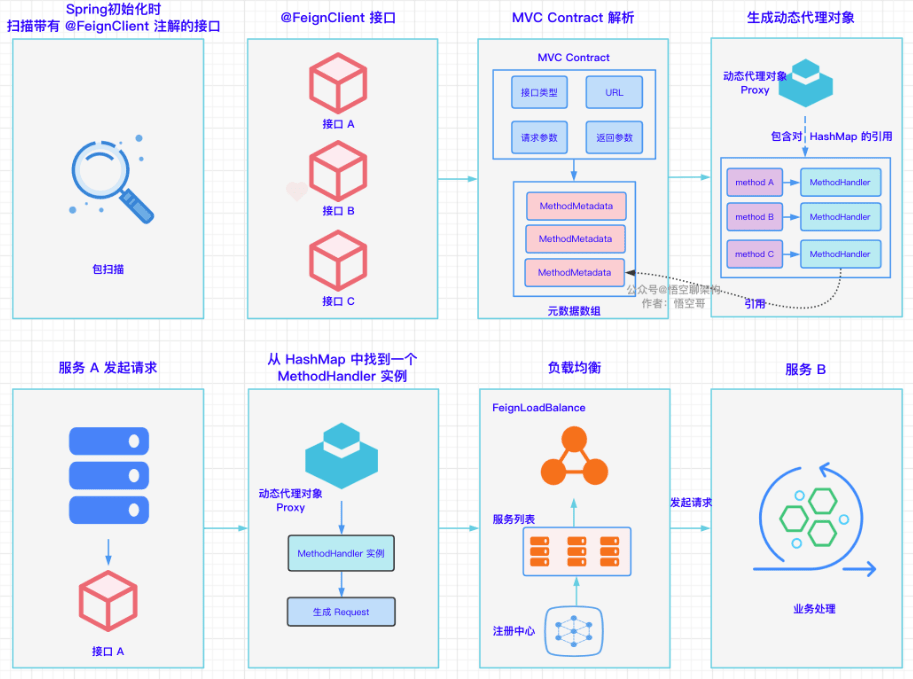 Spring初始化时
扫描带有 @FeignClient 注解的接口
包扫描
@FeignClient 接口
接口 A
接口 B
接口 C
MVC Contract 解析
MVC Contract
接口类型
URL
请求参数
返回参数
MethodMetadata
MethodMetadata
MethodMetadata
元数据数组
生成动态代理对象
动态代理对象
Proxy
包含对 HashMap 的引用
method A
MethodHandler
method B
MethodHandler
method C
MethodHandler
引用
公众号@悟空聊架构
作者：悟空哥
服务 A 发起请求
接口 A
从 HashMap 中找到一个
MethodHandler 实例
动态代理对象
Proxy
MethodHandler 实例
生成 Request
负载均衡
FeignLoadBalance
服务列表
注册中心
发起请求
服务 B
业务处理